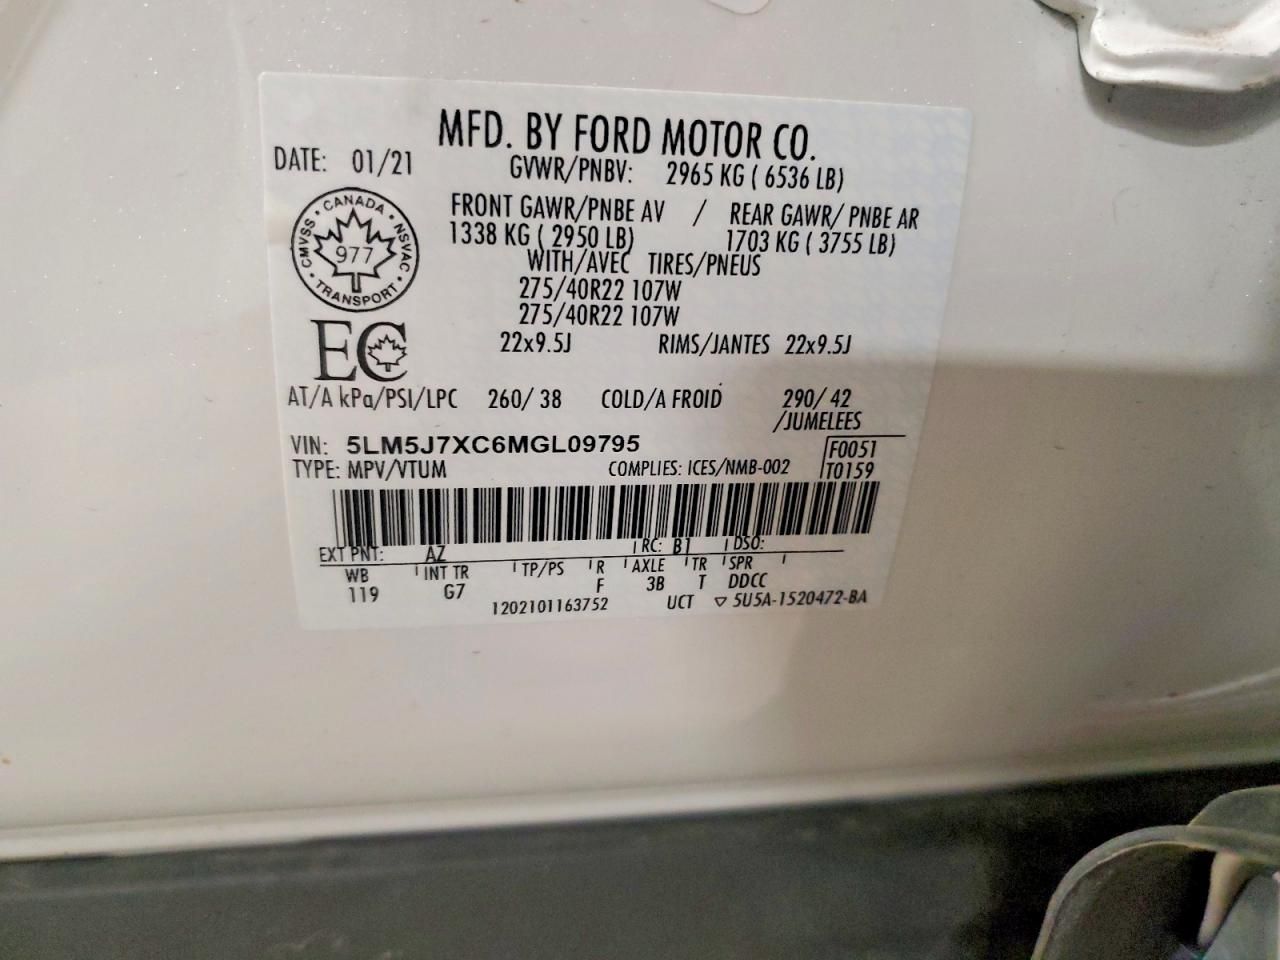 MFD. BY FORD MOTOR CO.
DATE: 01/21
GVWR/PNBV: 2965 KG ( 6536 LB)
FRONT GAWR/PNBE AV / REAR GAWR/ PNBE AR
1338 KG ( 2950 LB) 1703 KG ( 3755 LB)
WITH/AVEC TIRES/PNEUS
275/40R22 107W
275/40R22 107W
22x9.5J RIMS/JANTES 22x9.5J
CANADA
CMVSS NSVAC
977
TRANSPORT
EC
AT/A kPa/PSI/LPC 260/ 38 COLD/A FROID 290/ 42
/JUMELEES
VIN: 5LM5J7XC6MGL09795 F0051
TYPE: MPV/VTUM COMPLIES: ICES/NMB-002 T0159
EXT PNT: AZ RC: B1 DSO:
WB INT TR TP/PS R AXLE TR SPR
119 G7 F 3B T DDCC
1202101163752 UCT ▽ 5U5A-1520472-BA